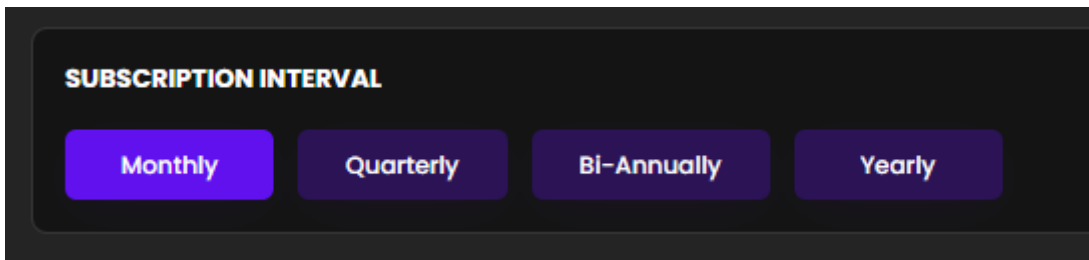 SUBSCRIPTION INTERVAL
Monthly Quarterly Bi-Annually Yearly